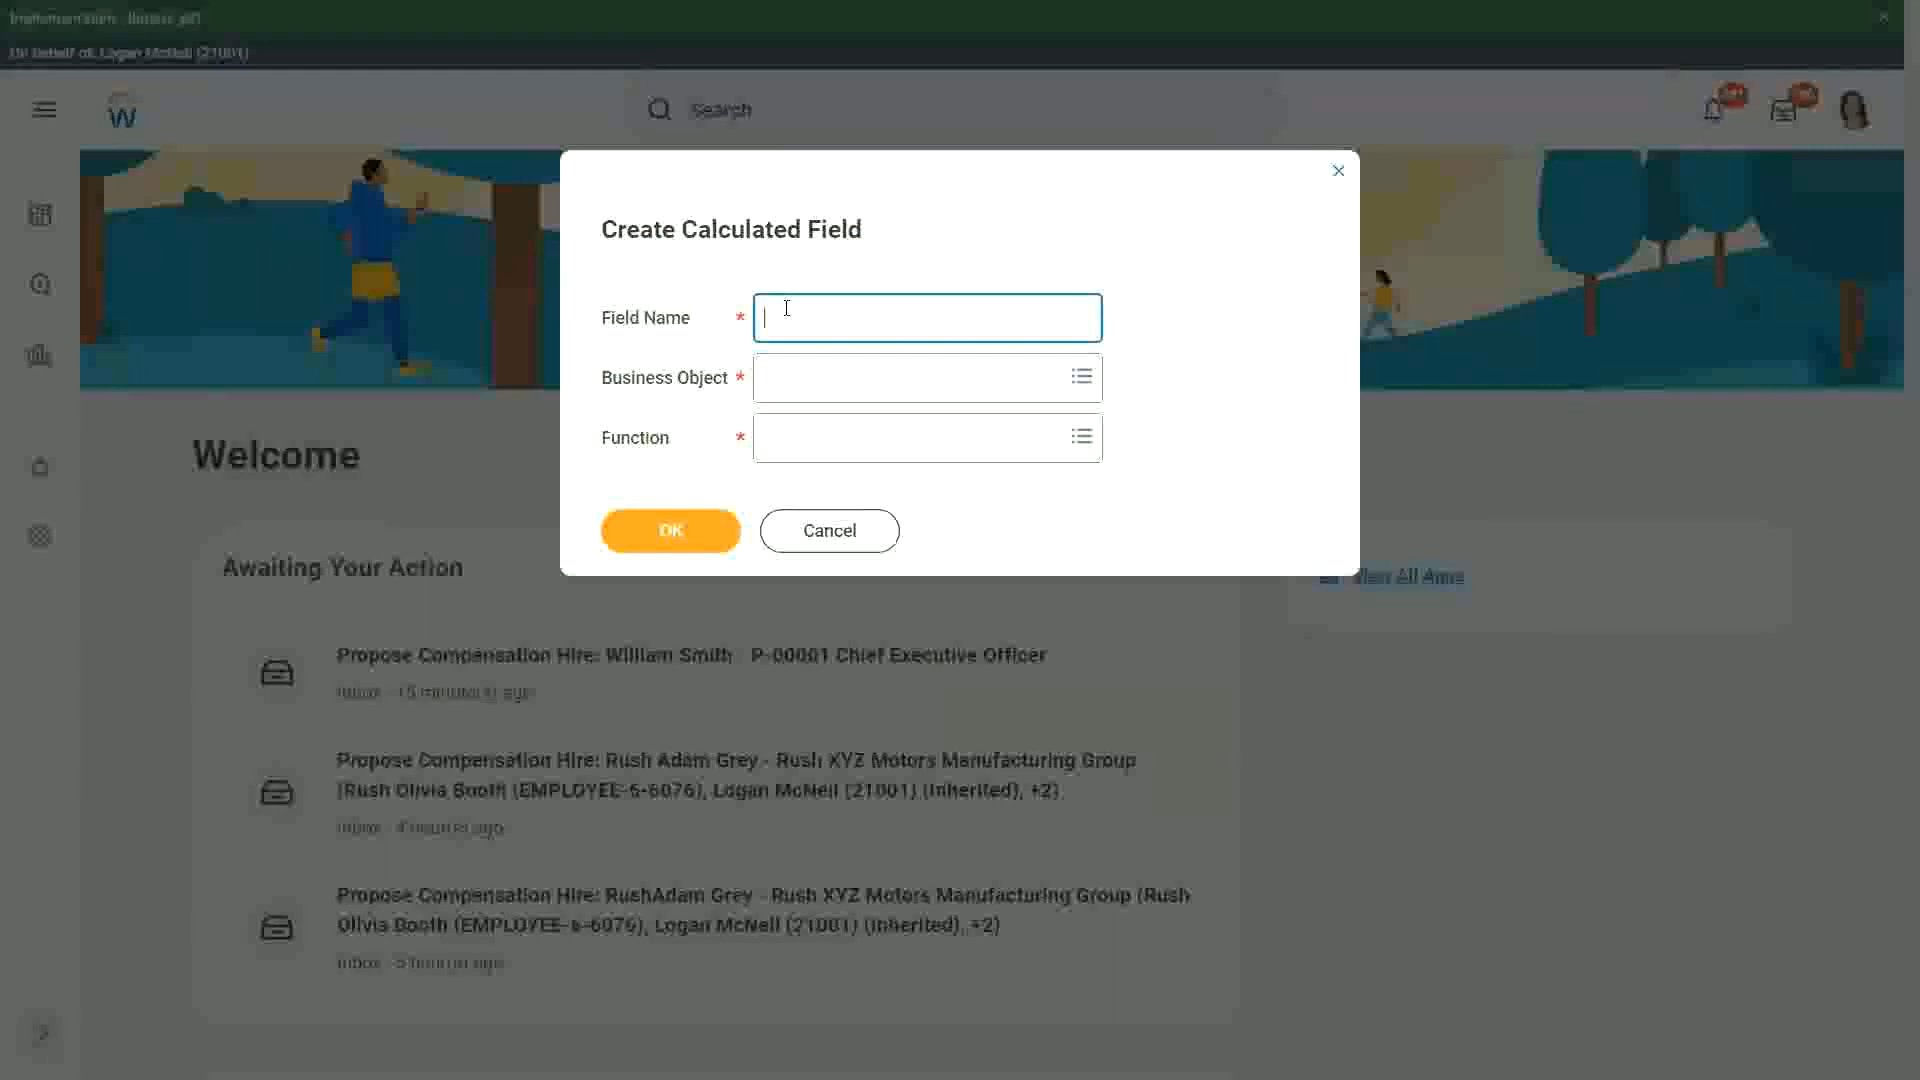 On behalf of: Logan McNeil (21001)
W
Search
Create Calculated Field
Field Name *
Business Object *
Function *
OK
Cancel
Welcome
Awaiting Your Action
View All Apps
Propose Compensation Hire: William Smith - P-00001 Chief Executive Officer
Inbox - 15 minute(s) ago
Propose Compensation Hire: Rush Adam Grey - Rush XYZ Motors Manufacturing Group
(Rush Olivia Booth (EMPLOYEE-6-6076), Logan McNeil (21001) (Inherited), +2)
Inbox - 4 hour(s) ago
Propose Compensation Hire: RushAdam Grey - Rush XYZ Motors Manufacturing Group (Rush
Olivia Booth (EMPLOYEE-6-6076), Logan McNeil (21001) (Inherited), +2)
Inbox - 5 hour(s) ago